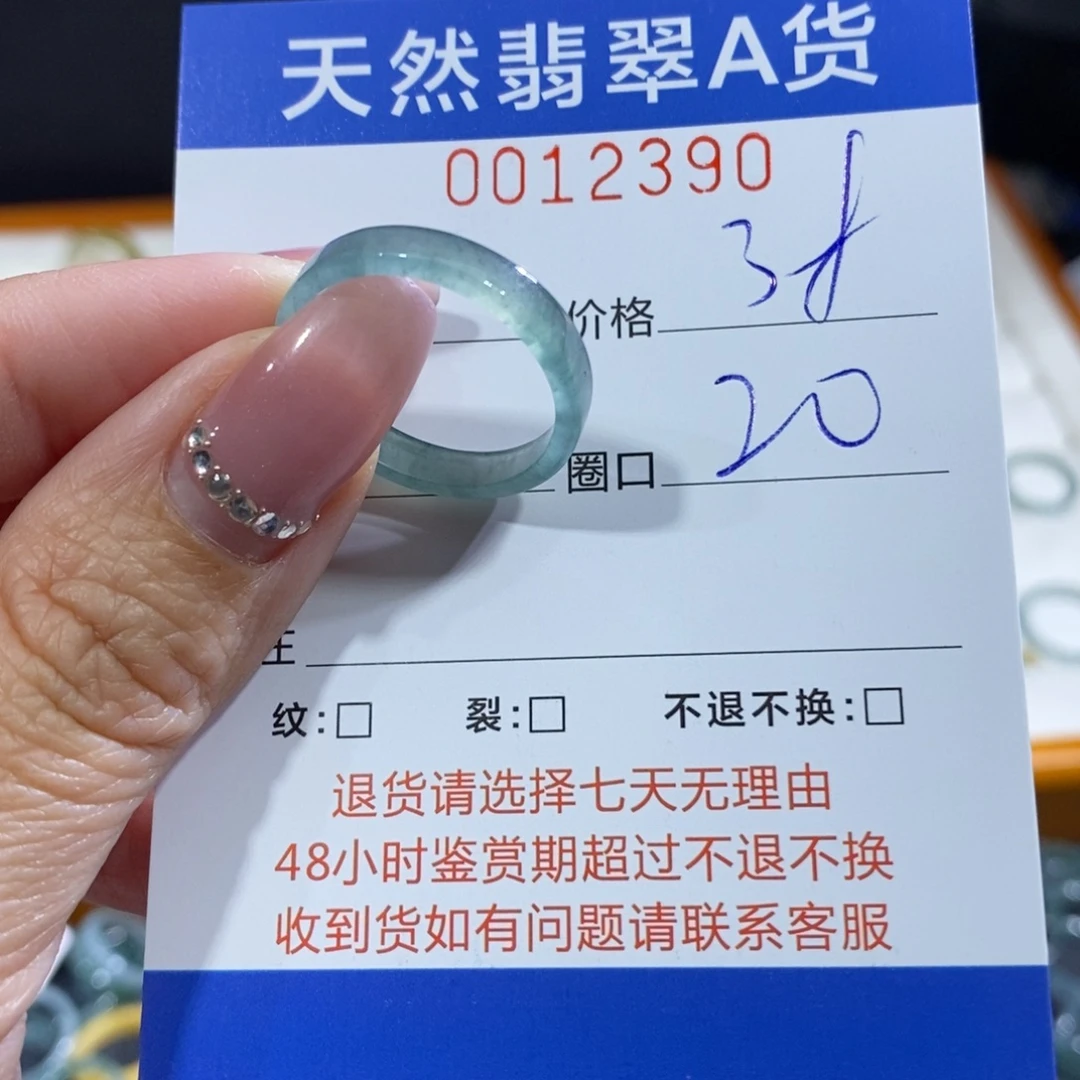 天然翡翠A货
0012390
价格
圈口 20
纹:□ 裂:□ 不退不换:□
退货请选择七天无理由
48小时鉴赏期超过不退不换
收到货如有问题请联系客服